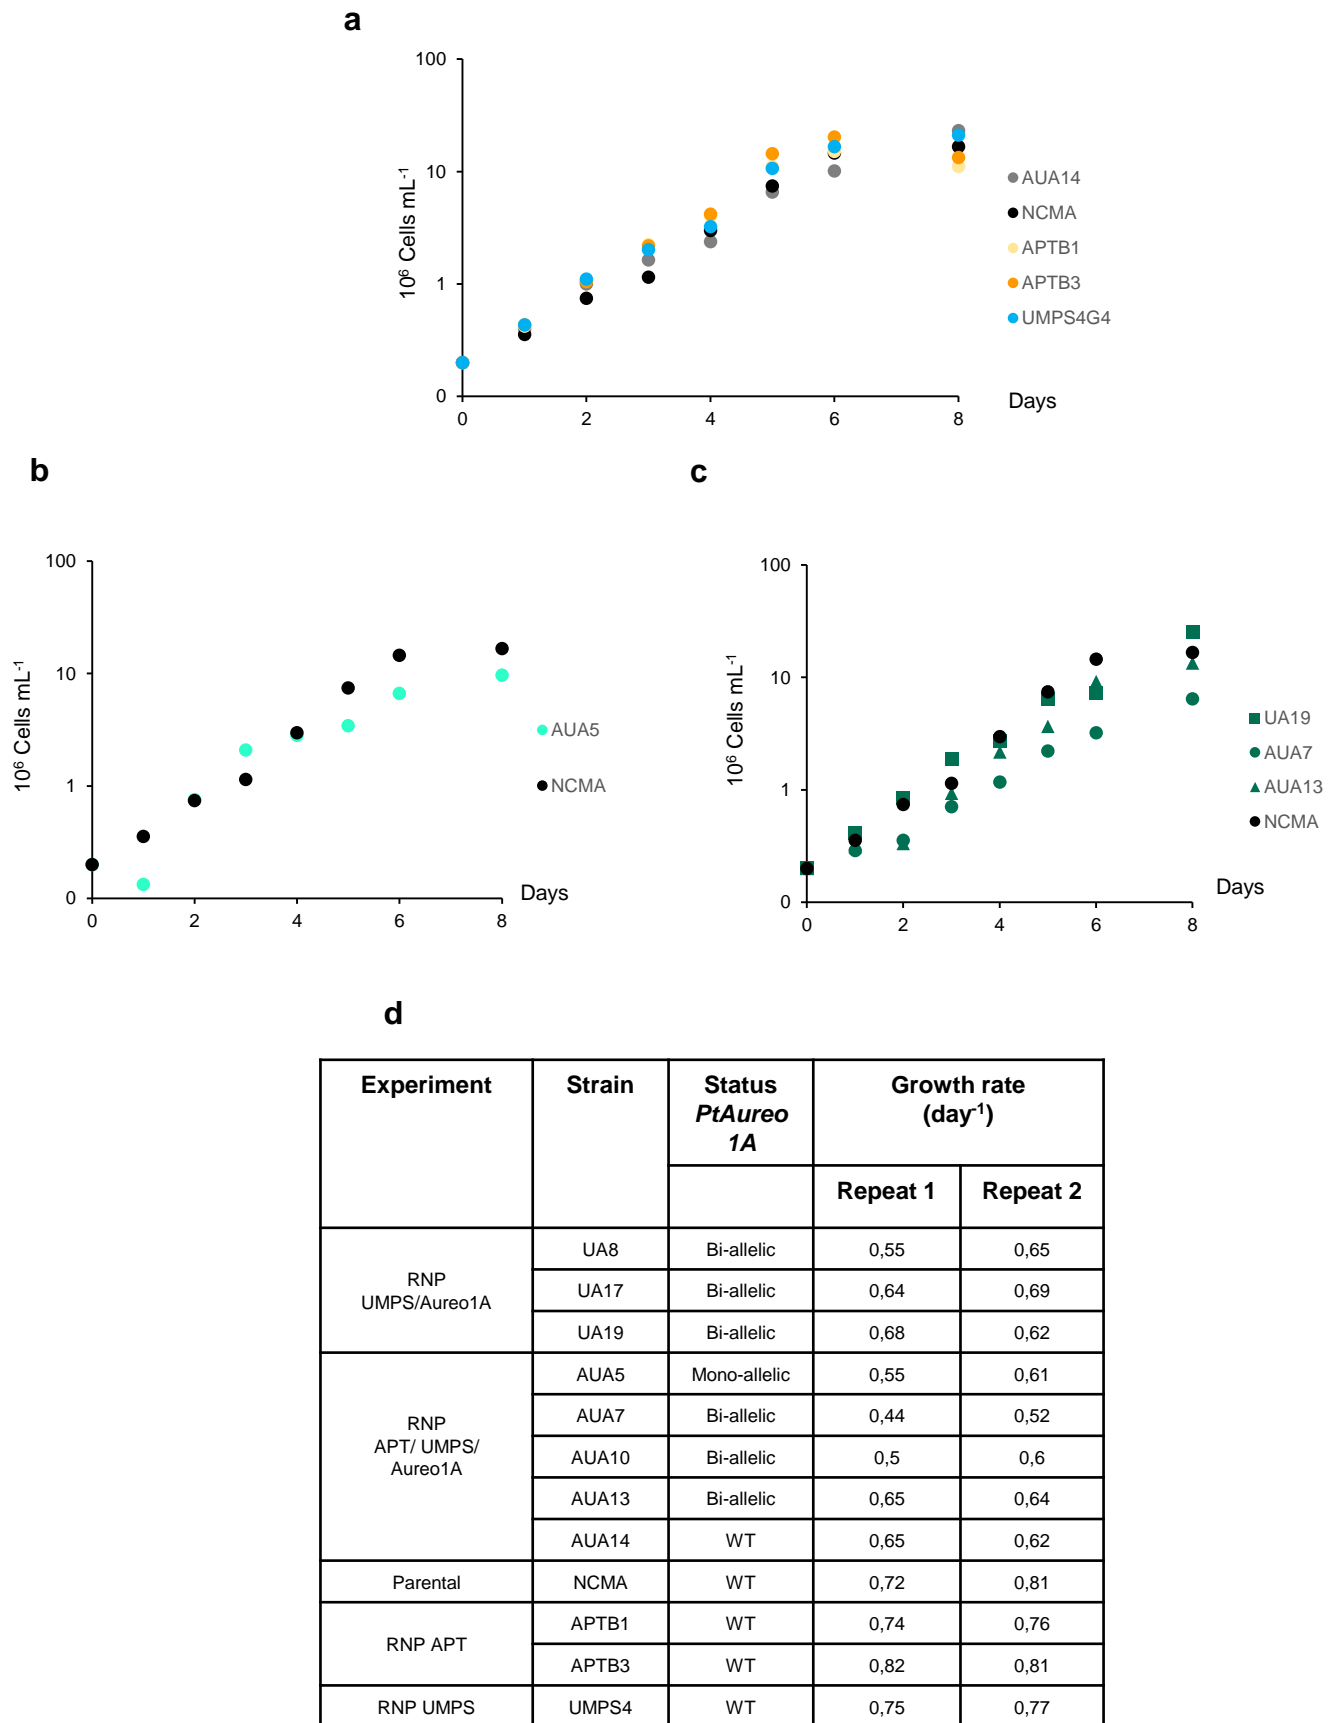 a
100
10
1
0
10⁶ Cells mL⁻¹
0 2 4 6 8
Days
AUA14
NCMA
APTB1
APTB3
UMPS4G4
b
100
10
1
0
10⁶ Cells mL⁻¹
0 2 4 6 8
Days
AUA5
NCMA
c
100
10
1
0
10⁶ Cells mL⁻¹
0 2 4 6 8
Days
UA19
AUA7
AUA13
NCMA
d
Experiment Strain Status Growth rate
PtAureo (day⁻¹)
1A
Repeat 1 Repeat 2
RNP
UMPS/Aureo1A
UA8 Bi-allelic 0,55 0,65
UA17 Bi-allelic 0,64 0,69
UA19 Bi-allelic 0,68 0,62
RNP
APT/ UMPS/
Aureo1A
AUA5 Mono-allelic 0,55 0,61
AUA7 Bi-allelic 0,44 0,52
AUA10 Bi-allelic 0,5 0,6
AUA13 Bi-allelic 0,65 0,64
AUA14 WT 0,65 0,62
Parental NCMA WT 0,72 0,81
RNP APT
APTB1 WT 0,74 0,76
APTB3 WT 0,82 0,81
RNP UMPS UMPS4 WT 0,75 0,77